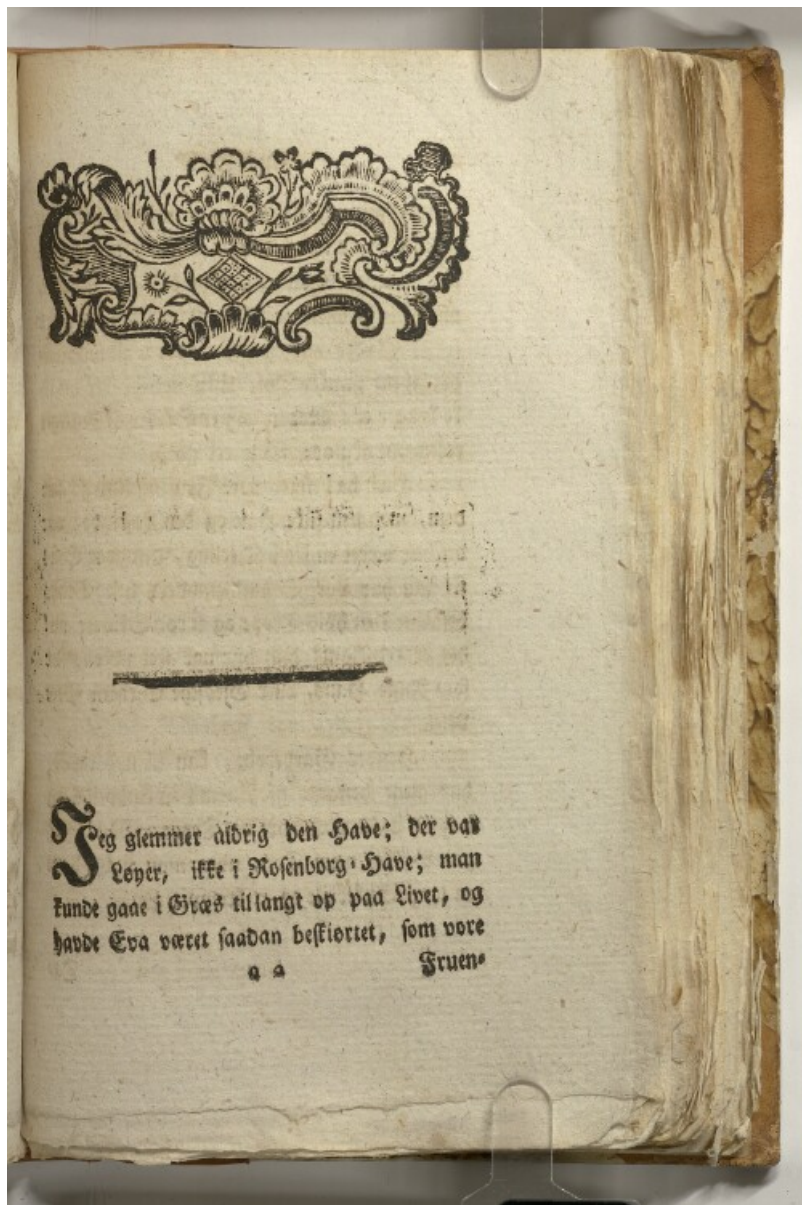 Jeg glemmer aldrig den Have; der var
Løyer, ikke i Rosenborg-Have; man
kunde gaae i Græs til langt op paa Livet, og
havde Eva været saadan beskiørtet, som vore
a a Fruen-